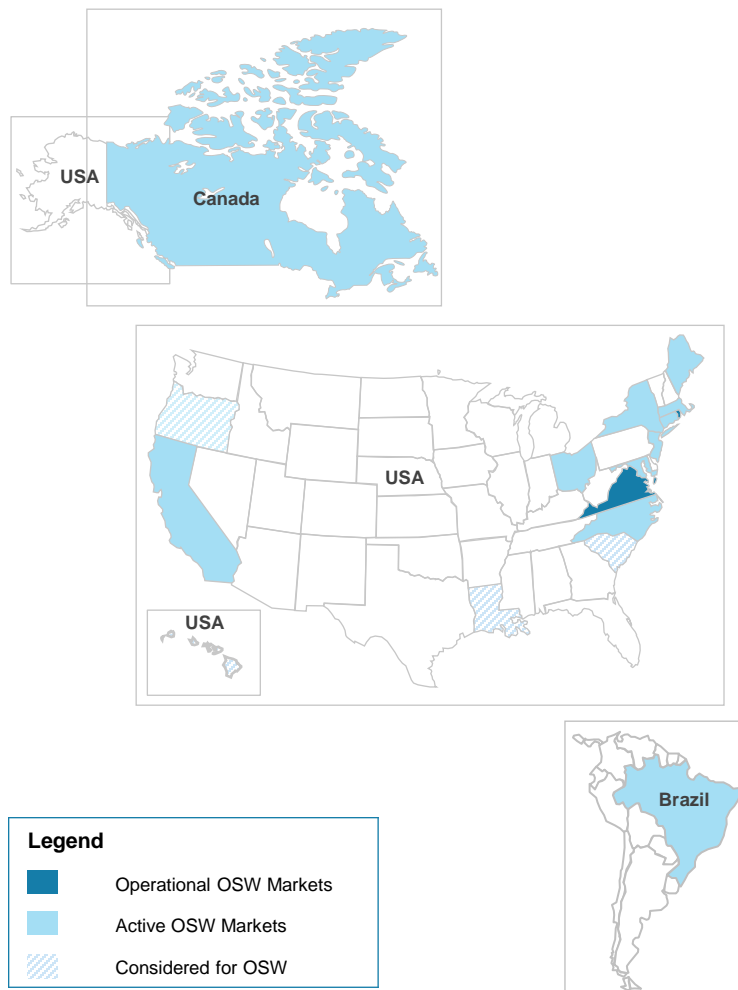 USA
Canada
USA
USA
Brazil
Legend
Operational OSW Markets
Active OSW Markets
Considered for OSW